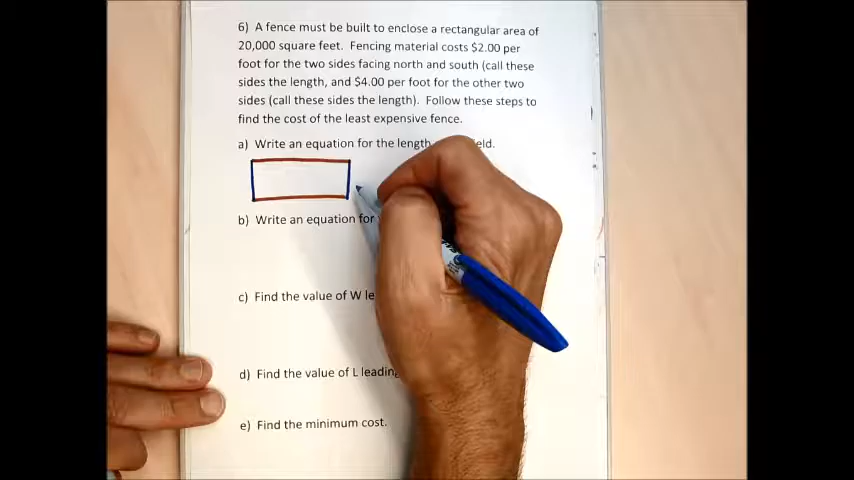 6) A fence must be built to enclose a rectangular area of
20,000 square feet. Fencing material costs $2.00 per
foot for the two sides facing north and south (call these
sides the length, and $4.00 per foot for the other two
sides (call these sides the length). Follow these steps to
find the cost of the least expensive fence.
a) Write an equation for the length
b) Write an equation for
c) Find the value of W
d) Find the value of L leading
e) Find the minimum cost.